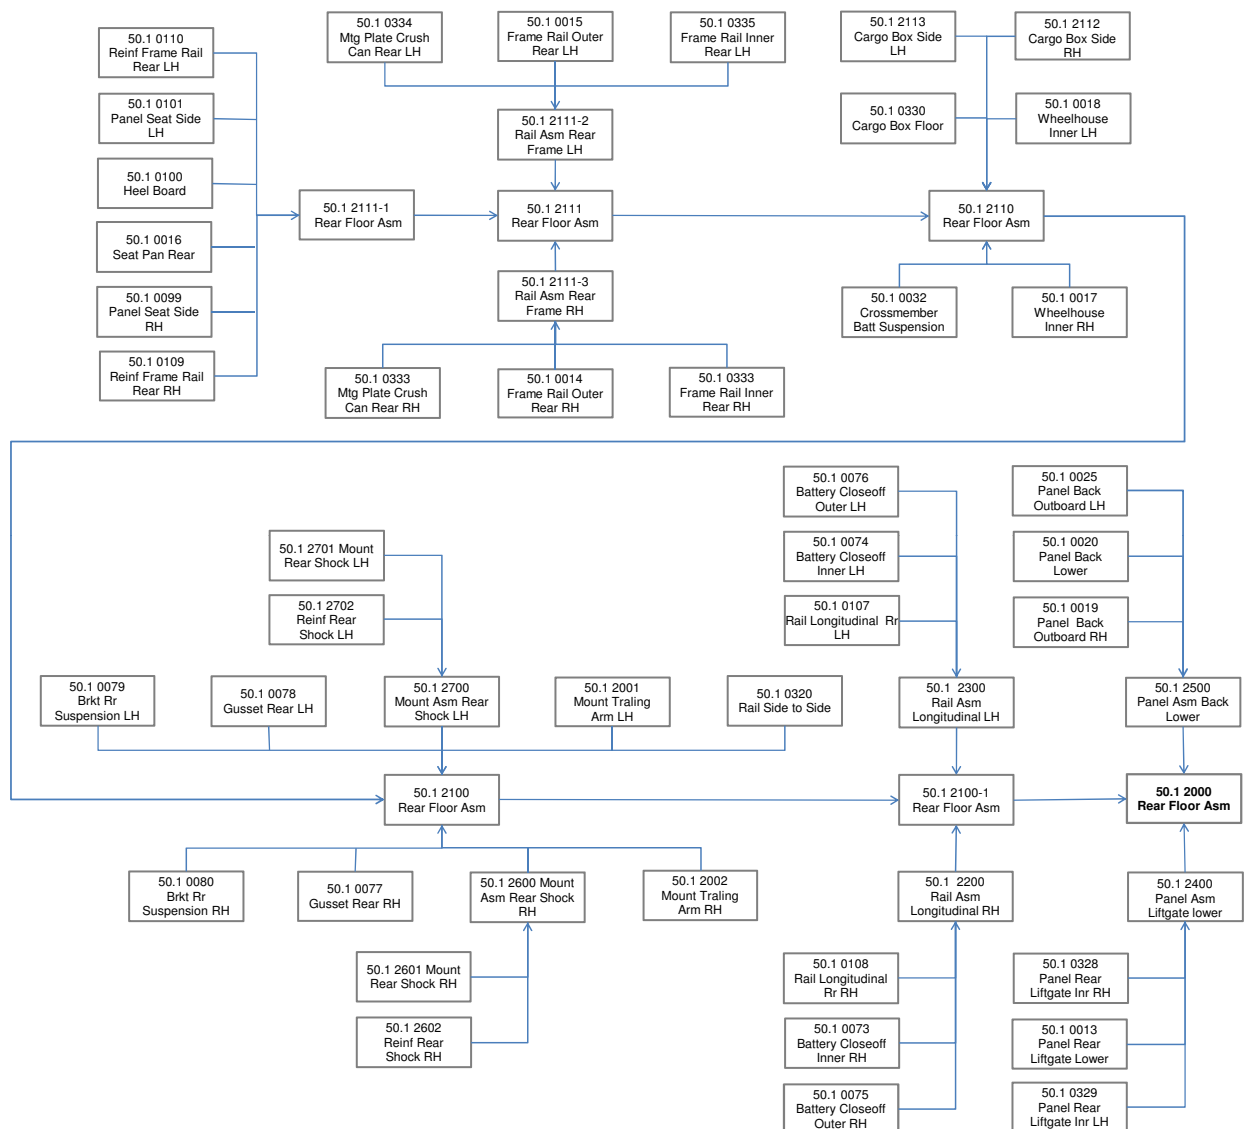 50.1 0110
Reinf Frame Rail
Rear LH
50.1 0101
Panel Seat Side
LH
50.1 0100
Heel Board
50.1 0016
Seat Pan Rear
50.1 0099
Panel Seat Side
RH
50.1 0109
Reinf Frame Rail
Rear RH
50.1 0334
Mtg Plate Crush
Can Rear LH
50.1 0015
Frame Rail Outer
Rear LH
50.1 0335
Frame Rail Inner
Rear LH
50.1 2111-2
Rail Asm Rear
Frame LH
50.1 2111-1
Rear Floor Asm
50.1 2111
Rear Floor Asm
50.1 2111-3
Rail Asm Rear
Frame RH
50.1 0333
Mtg Plate Crush
Can Rear RH
50.1 0014
Frame Rail Outer
Rear RH
50.1 0333
Frame Rail Inner
Rear RH
50.1 2113
Cargo Box Side
LH
50.1 2112
Cargo Box Side
RH
50.1 0330
Cargo Box Floor
50.1 0018
Wheelhouse
Inner LH
50.1 2110
Rear Floor Asm
50.1 0032
Crossmember
Batt Suspension
50.1 0017
Wheelhouse
Inner RH
50.1 2701 Mount
Rear Shock LH
50.1 2702
Reinf Rear
Shock LH
50.1 0079
Brkt Rr
Suspension LH
50.1 0078
Gusset Rear LH
50.1 2700
Mount Asm Rear
Shock LH
50.1 2001
Mount Traling
Arm LH
50.1 0320
Rail Side to Side
50.1 2100
Rear Floor Asm
50.1 0080
Brkt Rr
Suspension RH
50.1 0077
Gusset Rear RH
50.1 2600 Mount
Asm Rear Shock
RH
50.1 2002
Mount Traling
Arm RH
50.1 2601 Mount
Rear Shock RH
50.1 2602
Reinf Rear
Shock RH
50.1 0076
Battery Closeoff
Outer LH
50.1 0074
Battery Closeoff
Inner LH
50.1 0107
Rail Longitudinal Rr
LH
50.1 2300
Rail Asm
Longitudinal LH
50.1 2100-1
Rear Floor Asm
50.1 2200
Rail Asm
Longitudinal RH
50.1 0108
Rail Longitudinal
Rr RH
50.1 0073
Battery Closeoff
Inner RH
50.1 0075
Battery Closeoff
Outer RH
50.1 0025
Panel Back
Outboard LH
50.1 0020
Panel Back
Lower
50.1 0019
Panel Back
Outboard RH
50.1 2500
Panel Asm Back
Lower
50.1 2000
Rear Floor Asm
50.1 2400
Panel Asm
Liftgate lower
50.1 0328
Panel Rear
Liftgate Inr RH
50.1 0013
Panel Rear
Liftgate Lower
50.1 0329
Panel Rear
Liftgate Inr LH